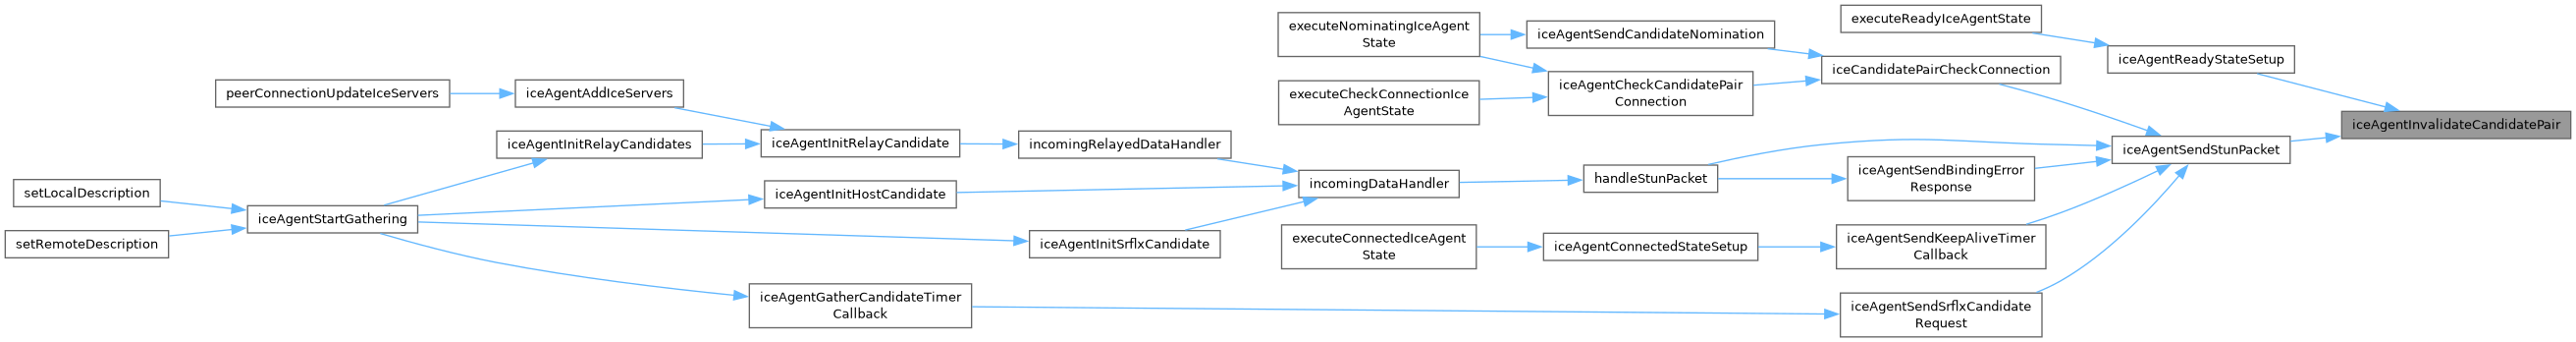 executeReadyIceAgentState
executeNominatingIceAgent
State
iceAgentSendCandidateNomination
iceAgentReadyStateSetup
iceCandidatePairCheckConnection
peerConnectionUpdateIceServers
iceAgentAddIceServers
executeCheckConnectionIce
AgentState
iceAgentCheckCandidatePair
Connection
iceAgentInvalidateCandidatePair
iceAgentInitRelayCandidates
iceAgentInitRelayCandidate
incomingRelayedDataHandler
iceAgentSendStunPacket
setLocalDescription
iceAgentInitHostCandidate
incomingDataHandler
handleStunPacket
iceAgentSendBindingError
Response
iceAgentStartGathering
setRemoteDescription
iceAgentInitSrflxCandidate
executeConnectedIceAgent
State
iceAgentConnectedStateSetup
iceAgentSendKeepAliveTimer
Callback
iceAgentGatherCandidateTimer
Callback
iceAgentSendSrflxCandidate
Request